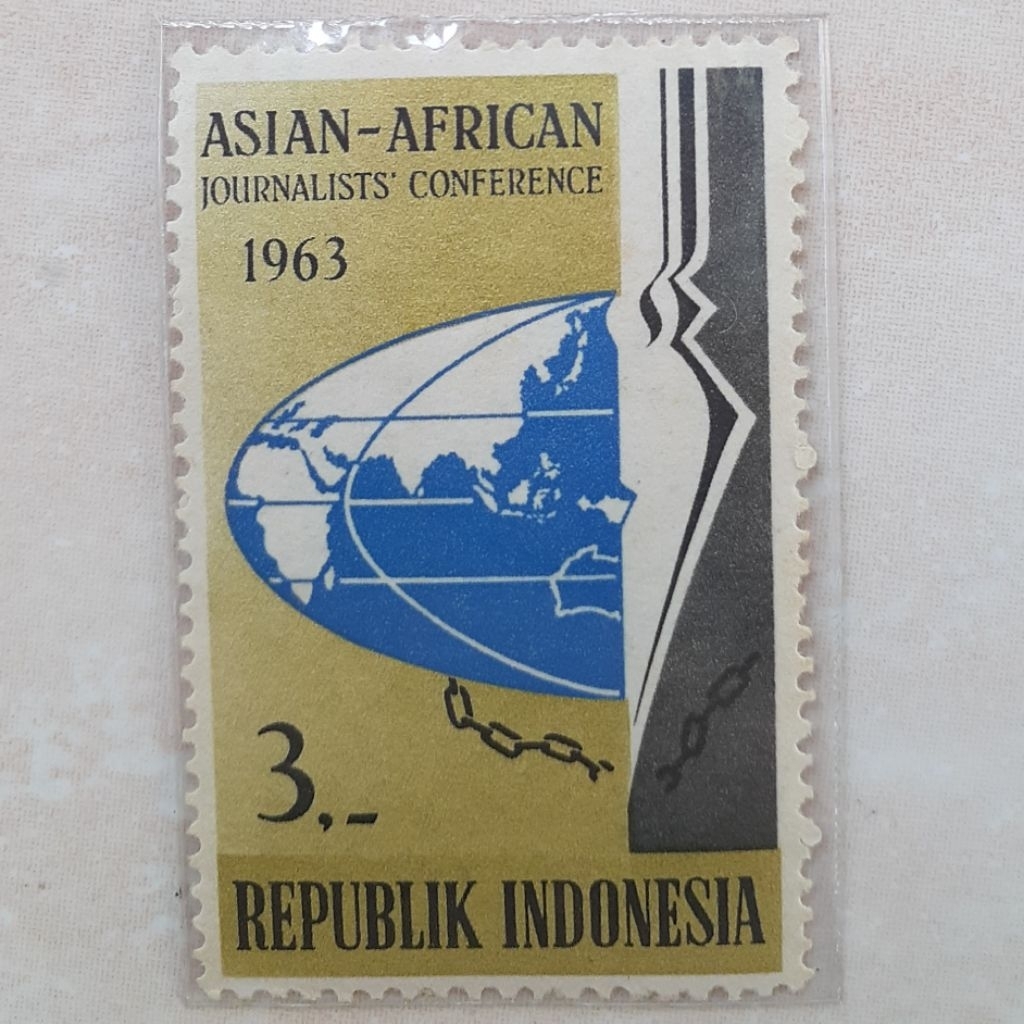 ASIAN-AFRICAN
JOURNALISTS' CONFERENCE
1963
3,-
REPUBLIK INDONESIA